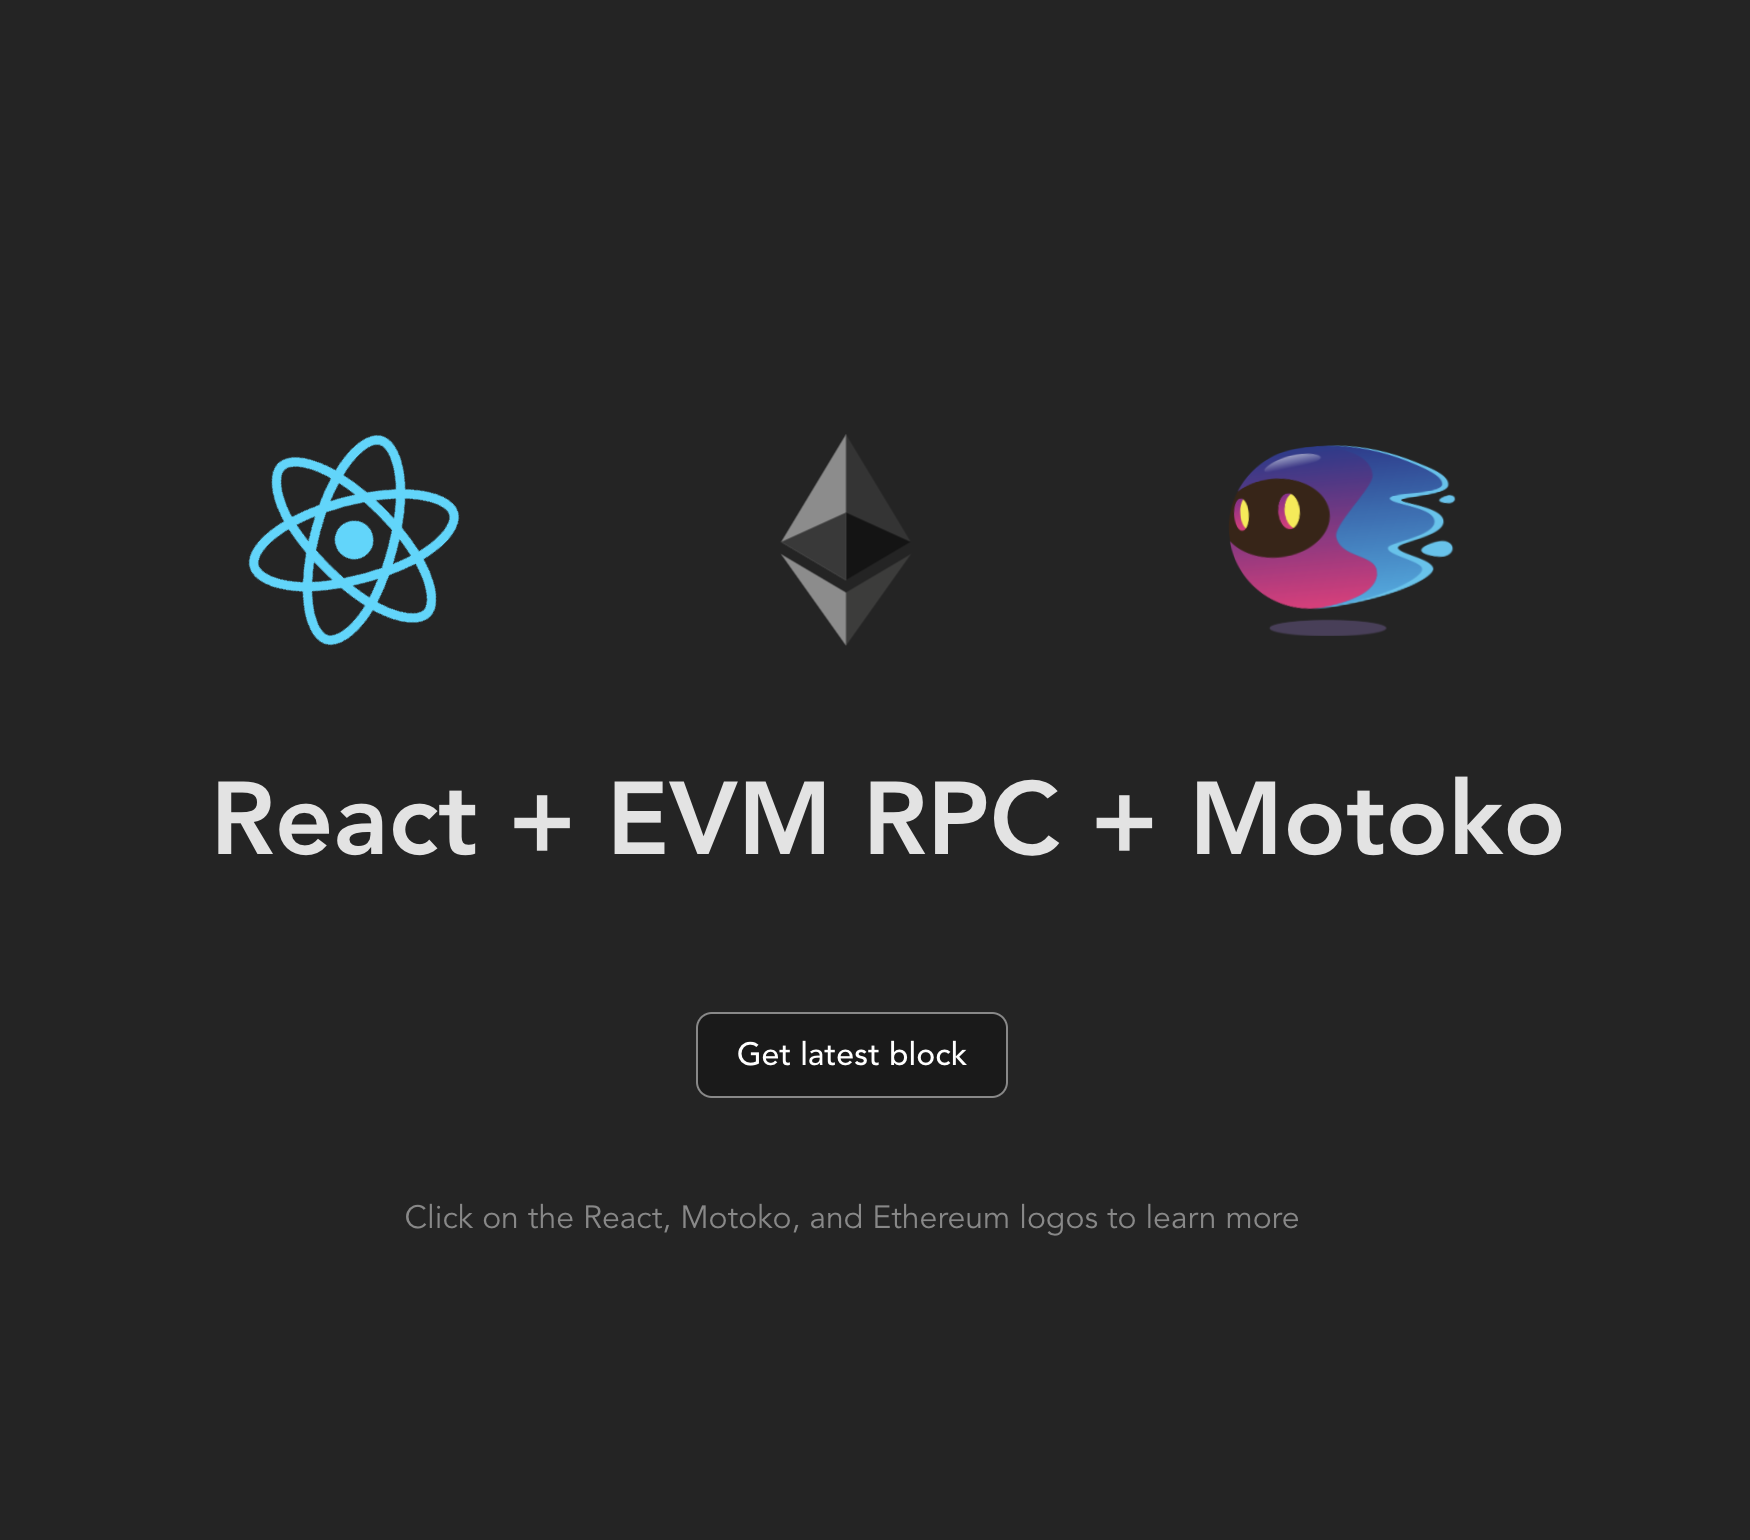 React + EVM RPC + Motoko
Get latest block
Click on the React, Motoko, and Ethereum logos to learn more